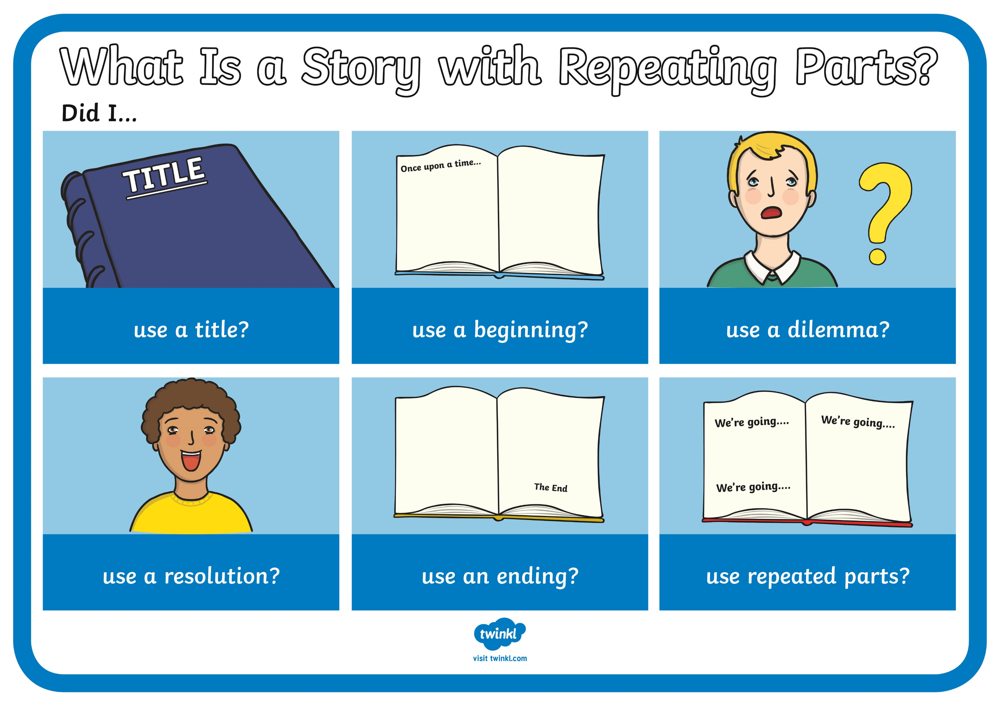 What Is a Story with Repeating Parts?
Did I...
TITLE
use a title?
Once upon a time...
use a beginning?
?
use a dilemma?
use a resolution?
The End
use an ending?
We're going....
We're going....
We're going....
use repeated parts?
twinkl
visit twinkl.com